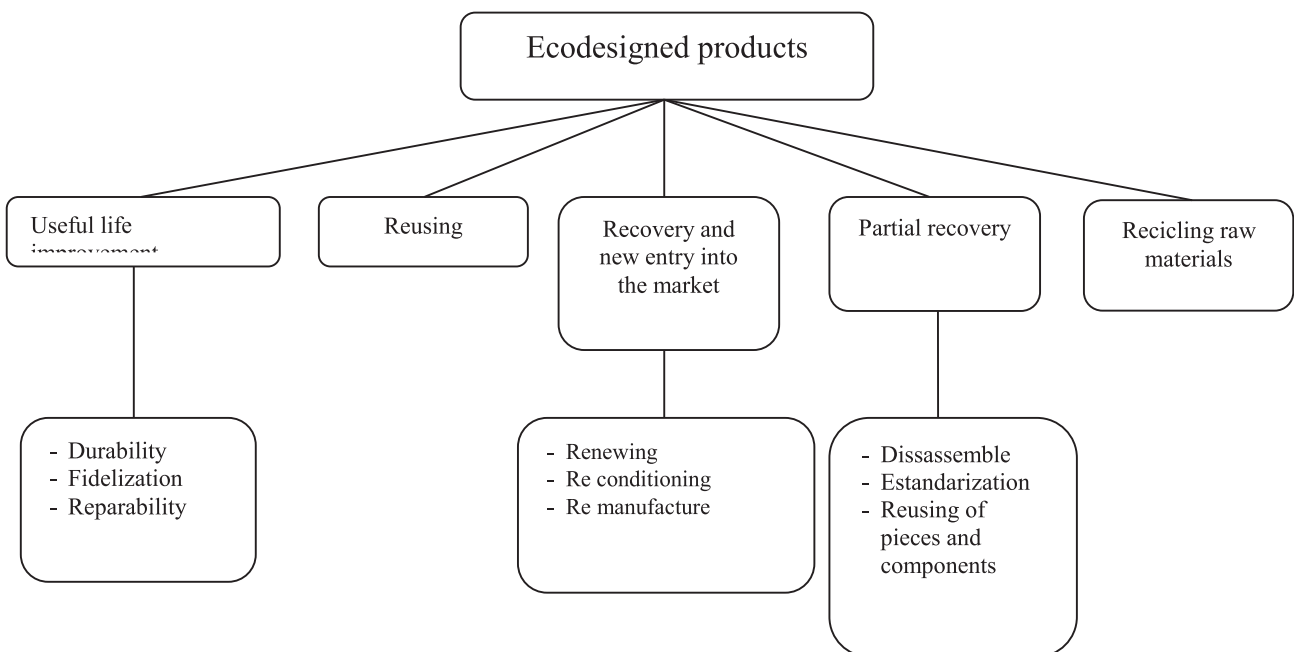 Ecodesigned products
Useful life
improvement
Reusing
Recovery and
new entry into
the market
Partial recovery
Recicling raw
materials
- Durability
- Fidelization
- Reparability
- Renewing
- Re conditioning
- Re manufacture
- Dissassemble
- Estandarization
- Reusing of
pieces and
components